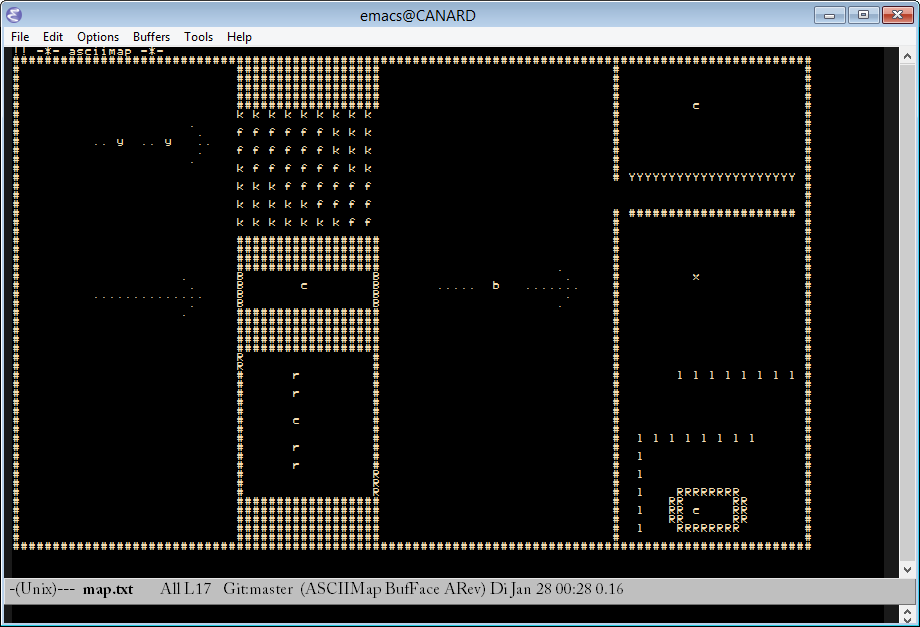 emacs@CANARD
File Edit Options Buffers Tools Help
!! -*- asciimap -*-
c
k k k k k k k k k
f f f f f f k k k
.. y .. y ..
f f f f f f k k k
k f f f f f f f f
YYYYYYYYYYYYYYYYYYYYY
k k k f f f f f f
k k k k k k f f f
k k k k k k k f f
B B
x
B c B
..... b .......
B B
..............
B B
R
R
r
l l l l l l l l
r
c
l l l l l l l l
r
l
r
R
l
R
l R RRRRRRRR
RR RR
l RR c RR
RR RR
l RRRRRRRR
-(Unix)--- map.txt All L17 Git:master (ASCIIMap BufFace ARev) Di Jan 28 00:28 0.16